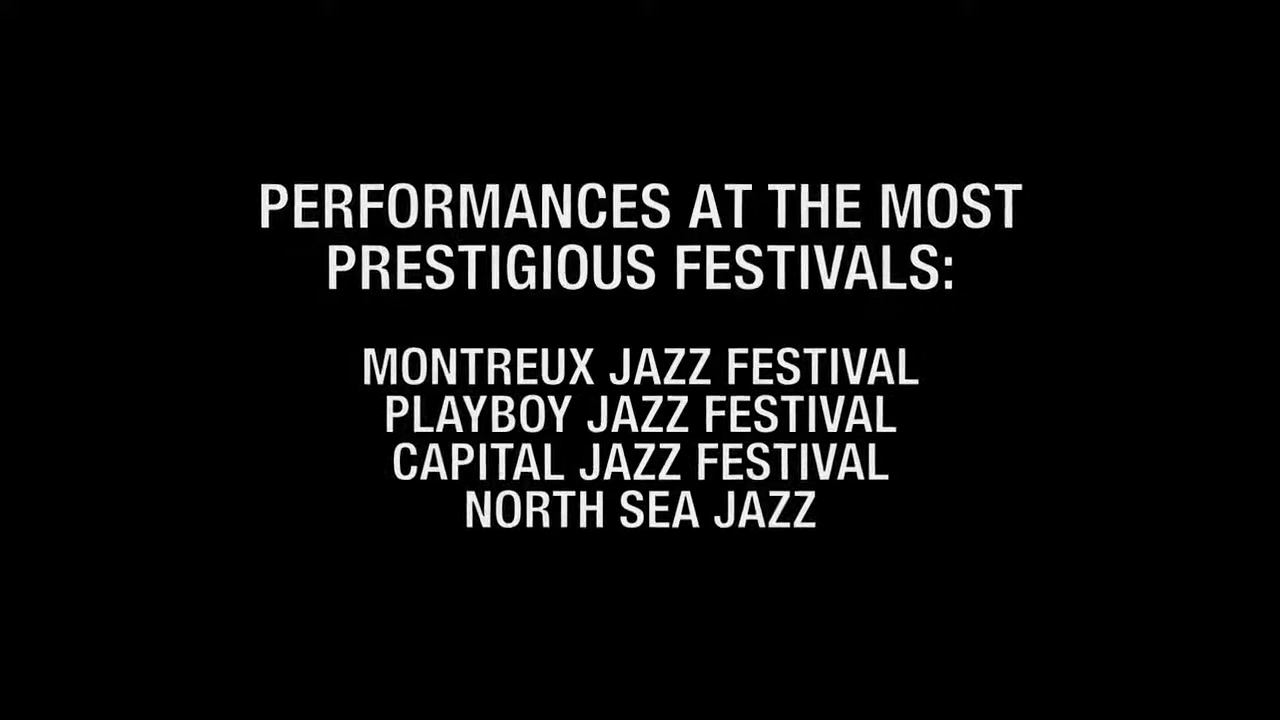 PERFORMANCES AT THE MOST
PRESTIGIOUS FESTIVALS:
MONTREUX JAZZ FESTIVAL
PLAYBOY JAZZ FESTIVAL
CAPITAL JAZZ FESTIVAL
NORTH SEA JAZZ